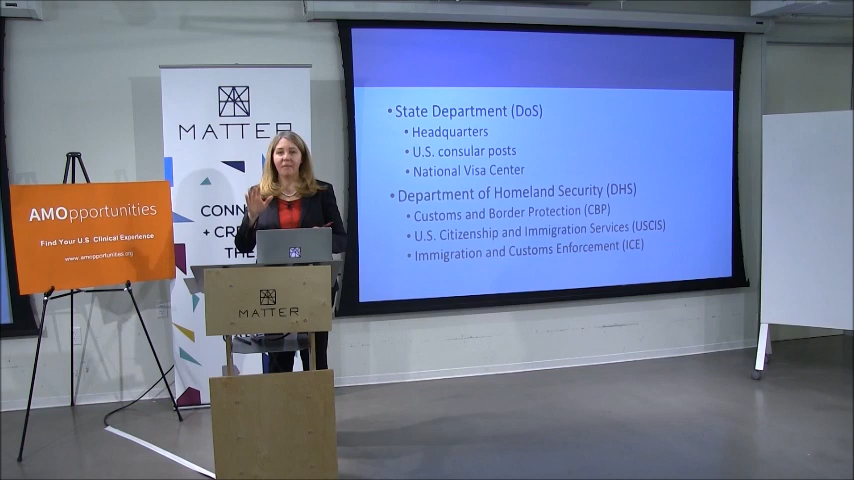 AMOpportunities
Find Your U.S. Clinical Experience
www.amopportunities.org
MATTER
CONN
+ CRE
THE
MATTER
• State Department (DoS)
• Headquarters
• U.S. consular posts
• National Visa Center
• Department of Homeland Security (DHS)
• Customs and Border Protection (CBP)
• U.S. Citizenship and Immigration Services (USCIS)
• Immigration and Customs Enforcement (ICE)